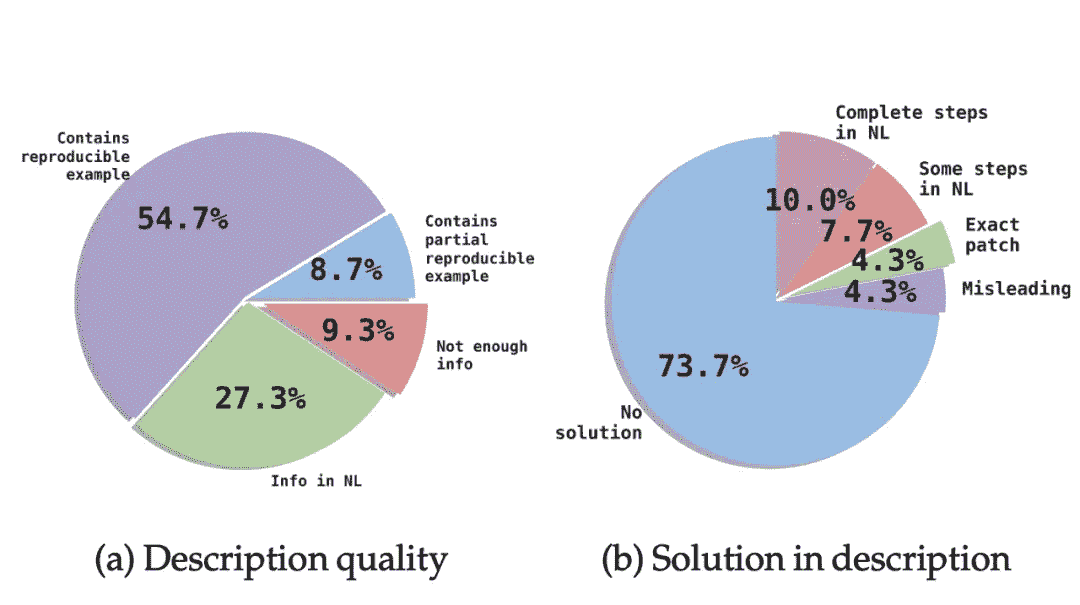 Contains
reproducible
example
54.7%
Contains
partial
reproducible
example
8.7%
9.3%
Not enough
info
27.3%
Info in NL
(a) Description quality
Complete steps
in NL
10.0%
Some steps
in NL
7.7%
Exact
patch
4.3%
Misleading
4.3%
73.7%
No
solution
(b) Solution in description